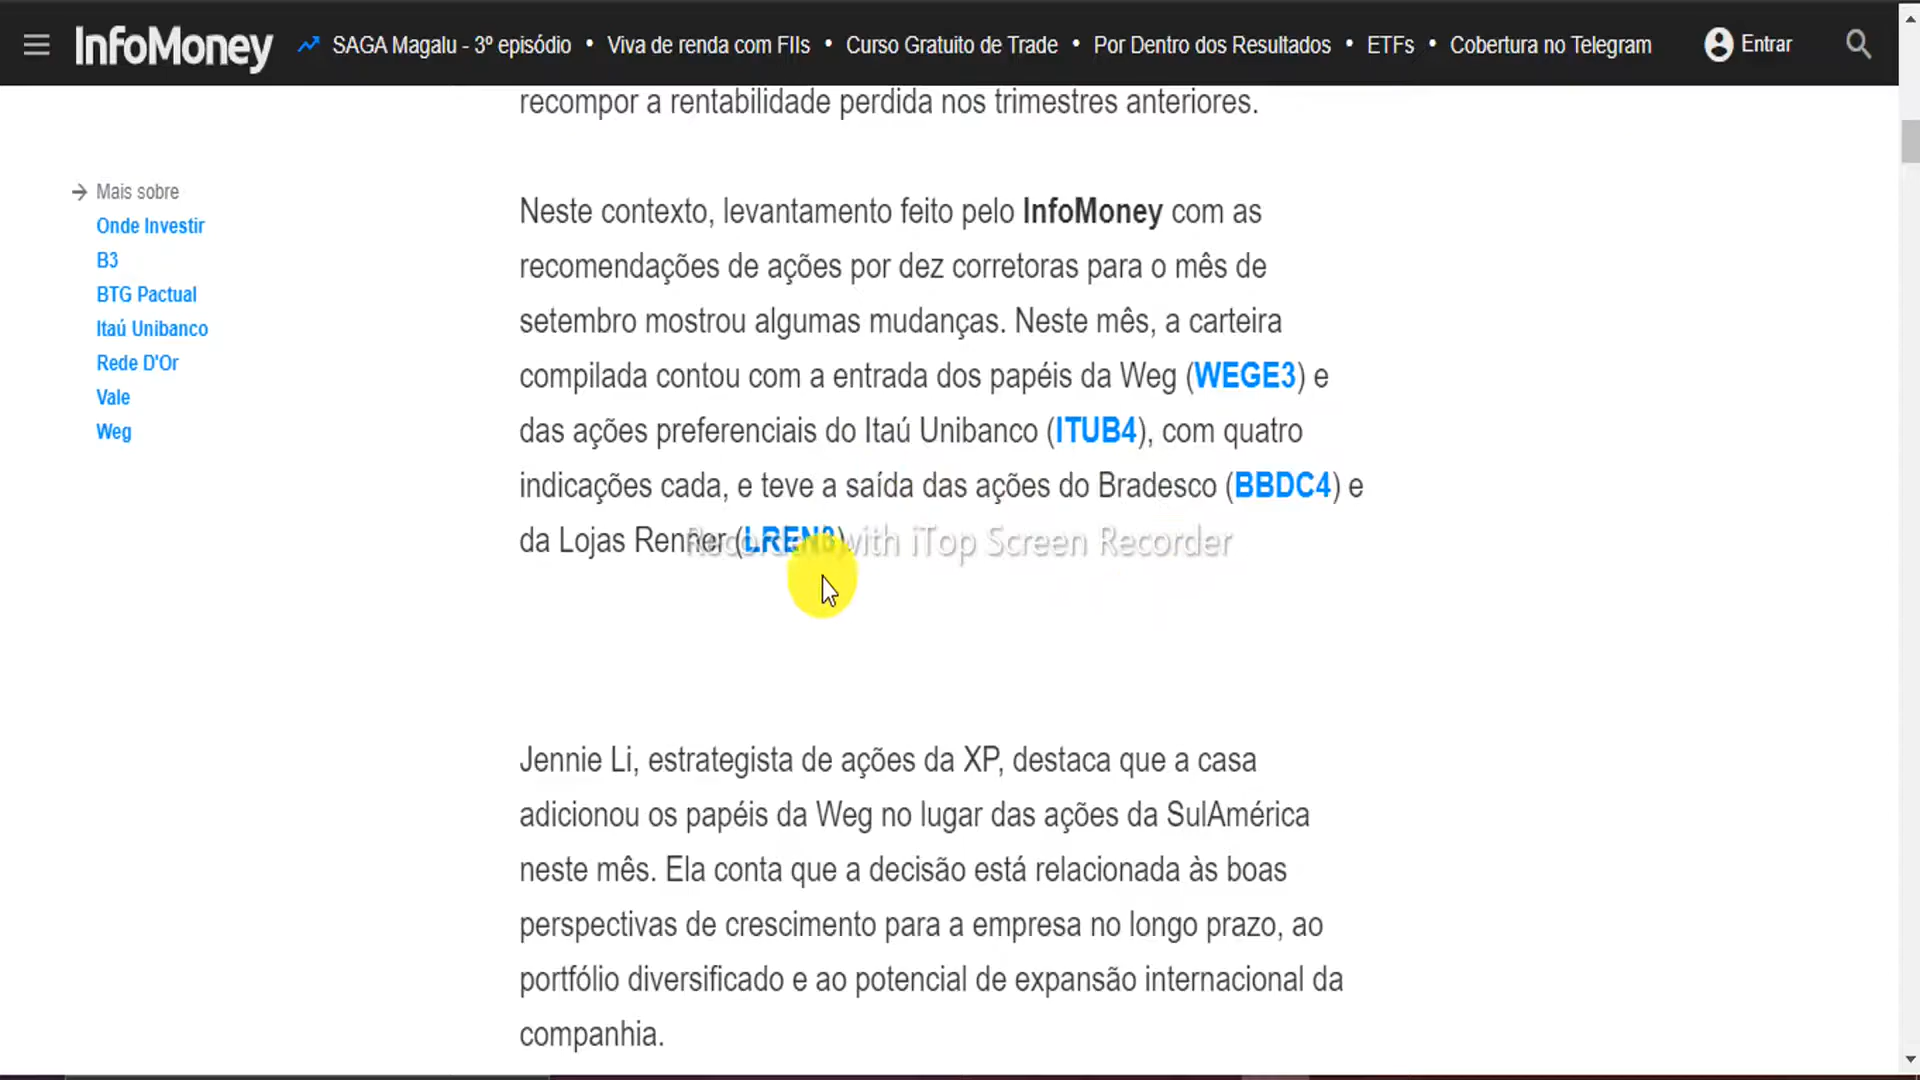 InfoMoney SAGA Magalu - 3º episódio • Viva de renda com FIIs • Curso Gratuito de Trade • Por Dentro dos Resultados • ETFs • Cobertura no Telegram Entrar
recompor a rentabilidade perdida nos trimestres anteriores.
Mais sobre
Onde Investir
B3
BTG Pactual
Itaú Unibanco
Rede D'Or
Vale
Weg
Neste contexto, levantamento feito pelo InfoMoney com as
recomendações de ações por dez corretoras para o mês de
setembro mostrou algumas mudanças. Neste mês, a carteira
compilada contou com a entrada dos papéis da Weg (WEGE3) e
das ações preferenciais do Itaú Unibanco (ITUB4), com quatro
indicações cada, e teve a saída das ações do Bradesco (BBDC4) e
da Lojas Renner (LREN3).
Recorded with iTop Screen Recorder
Jennie Li, estrategista de ações da XP, destaca que a casa
adicionou os papéis da Weg no lugar das ações da SulAmérica
neste mês. Ela conta que a decisão está relacionada às boas
perspectivas de crescimento para a empresa no longo prazo, ao
portfólio diversificado e ao potencial de expansão internacional da
companhia.